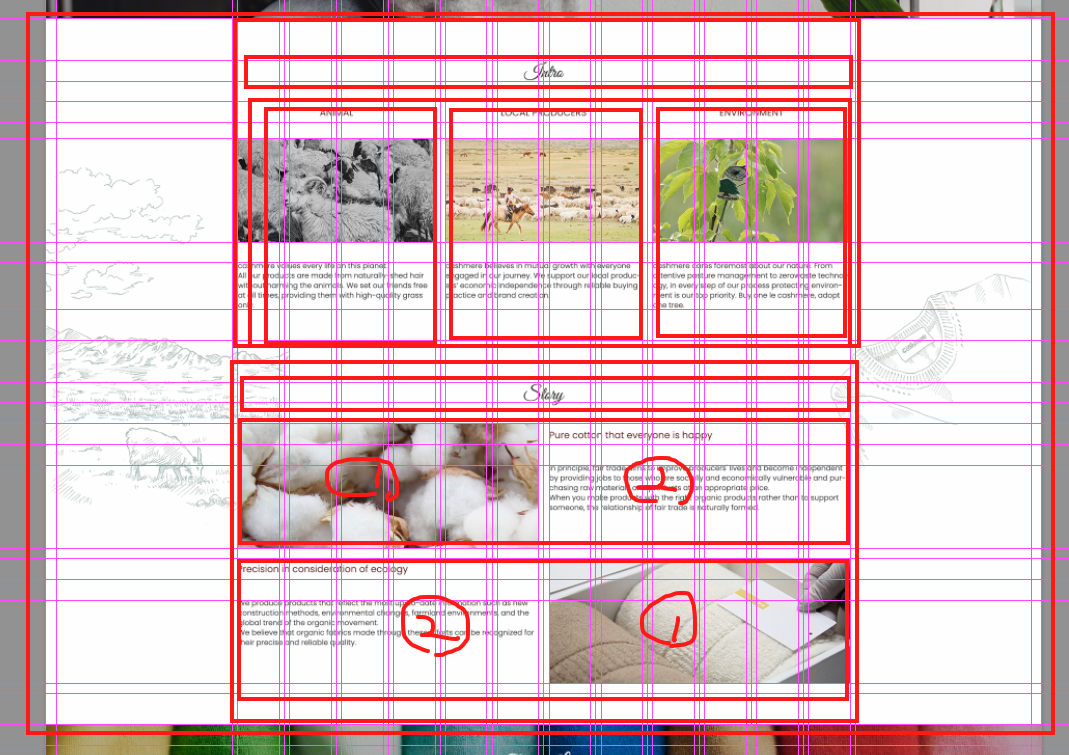 Intro
ANIMAL
LOCAL PRODUCERS
ENVIRONMENT
cashmere values every life on this planet.
All our products are made from naturally-shed hair
without harming the animals. We set our friends free
at all times, providing them with high-quality grass
only.
cashmere believes in mutual growth with everyone
engaged in our journey. We support our local produc-
ers' economic independence through reliable buying
practice and brand creation.
cashmere cares foremost about our nature. From
attentive pasture management to zerowaste techno-
logy, in every step of our process protecting environ-
ment is our top priority. Buy one le cashmere, adopt
one tree.
Story
Pure cotton that everyone is happy
In principle, fair trade aims to improve producers' lives and become independent
by providing jobs to those who are socially and economically vulnerable and pur-
chasing raw materials at an appropriate price.
When you make products with the right organic products rather than to support
someone, the relationship of fair trade is naturally formed.
1
2
Precision in consideration of ecology
We produce products that reflect the most up-to-date information such as new
construction methods, environmental changes, farmland environments, and the
global trend of the organic movement.
We believe that organic fabrics made through these efforts can be recognized for
their precise and reliable quality.
2
1